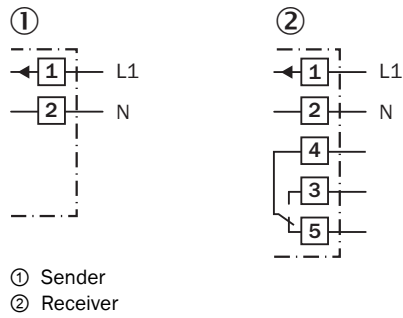 ① ②
1 L1 1 L1
2 N 2 N
4
3
5
① Sender
② Receiver